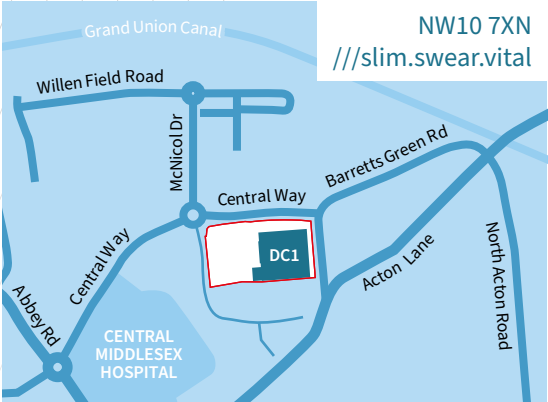 NW10 7XN
///slim.swear.vital
Grand Union Canal
Willen Field Road
McNicol Dr
Barretts Green Rd
Central Way
Central Way
DC1
Acton Lane
North Acton Road
Abbey Rd
CENTRAL
MIDDLESEX
HOSPITAL